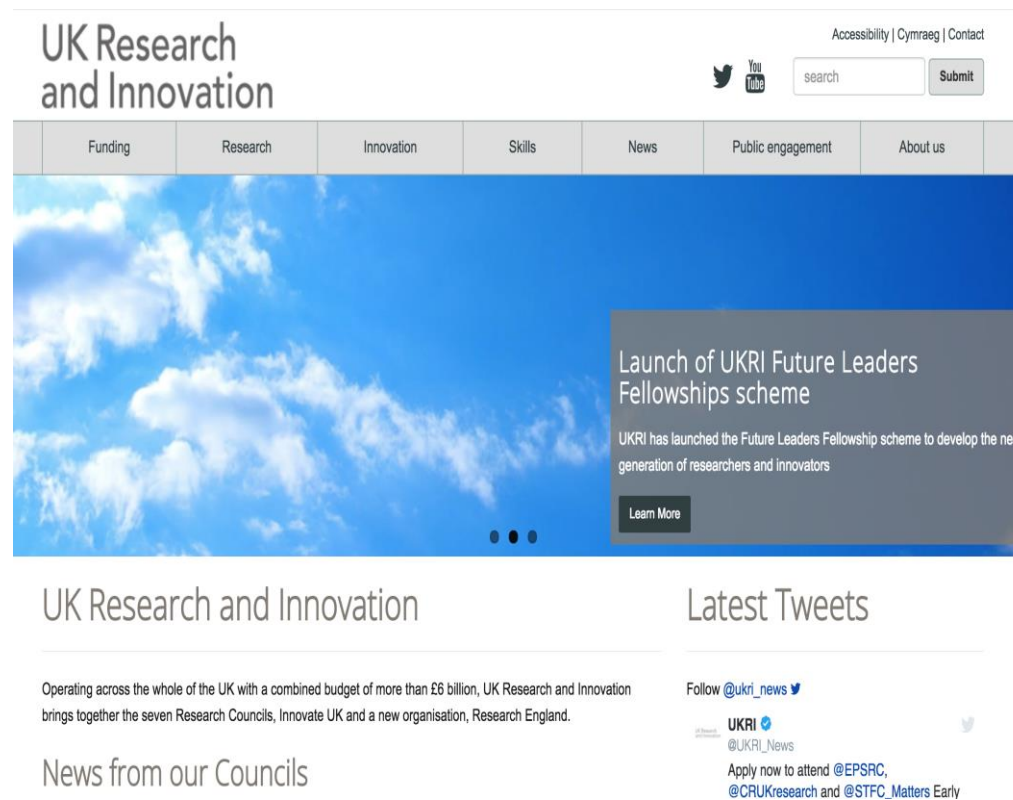 UK Research
and Innovation
Accessibility | Cymraeg | Contact
You
Tube
search
Submit
Funding
Research
Innovation
Skills
News
Public engagement
About us
Launch of UKRI Future Leaders
Fellowships scheme
UKRI has launched the Future Leaders Fellowship scheme to develop the ne
generation of researchers and innovators
Learn More
UK Research and Innovation
Operating across the whole of the UK with a combined budget of more than £6 billion, UK Research and Innovation
brings together the seven Research Councils, Innovate UK and a new organisation, Research England.
News from our Councils
Latest Tweets
Follow @ukri_news
UKRI
@UKRI_News
Apply now to attend @EPSRC,
@CRUKresearch and @STFC_Matters Early